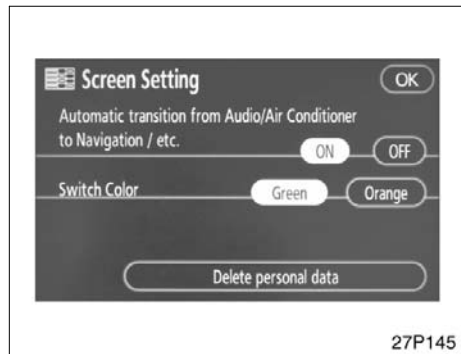 Screen Setting
OK
Automatic transition from Audio/Air Conditioner
to Navigation / etc.
ON
OFF
Switch Color
Green
Orange
Delete personal data
27P145